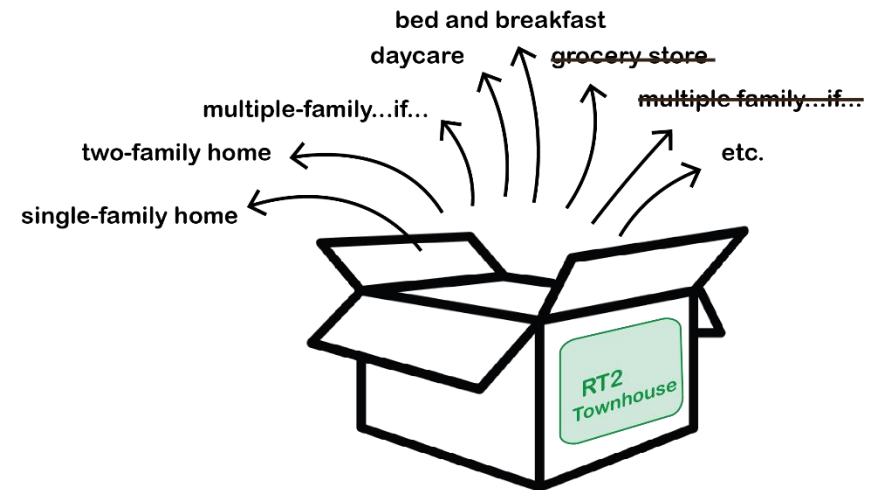 bed and breakfast
daycare
grocery store
multiple-family...if...
multiple family...if...
two-family home
etc.
single-family home
RT2
Townhouse